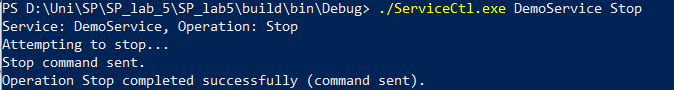 PS D:\Uni\SP\SP_lab_5\SP_lab5\build\bin\Debug> ./ServiceCtl.exe DemoService Stop
Service: DemoService, Operation: Stop
Attempting to stop...
Stop command sent.
Operation Stop completed successfully (command sent).